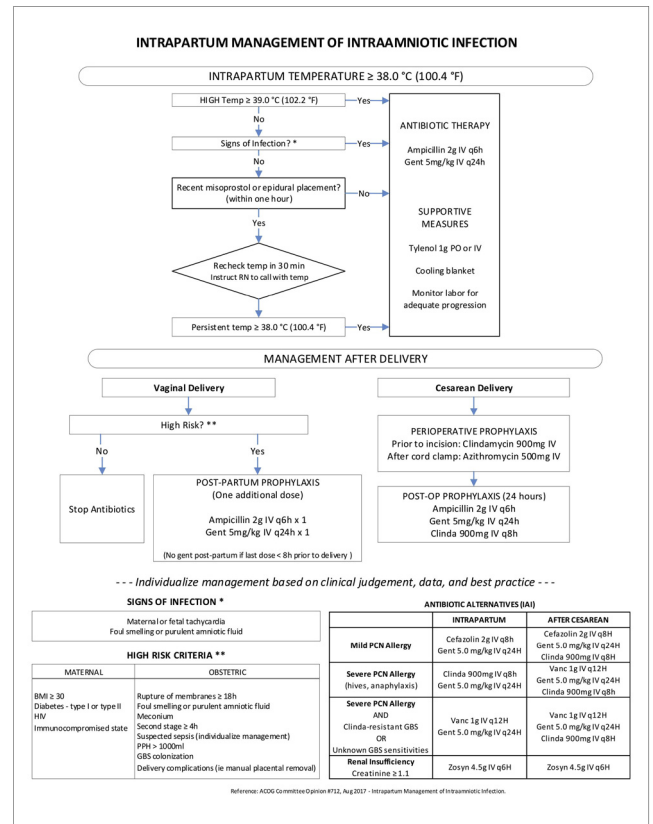 INTRAPARTUM MANAGEMENT OF INTRAAMNIOTIC INFECTION
INTRAPARTUM TEMPERATURE ≥ 38.0 °C (100.4 °F)
HIGH Temp ≥ 39.0 °C (102.2 °F)
Yes
No
Signs of Infection? *
Yes
No
Recent misoprostol or epidural placement?
(within one hour)
No
Yes
Recheck temp in 30 min
Instruct RN to call with temp
Persistent temp ≥ 38.0 °C (100.4 °F)
Yes
ANTIBIOTIC THERAPY
Ampicillin 2g IV q6h
Gent 5mg/kg IV q24h
SUPPORTIVE
MEASURES
Tylenol 1g PO or IV
Cooling blanket
Monitor labor for
adequate progression
MANAGEMENT AFTER DELIVERY
Vaginal Delivery
High Risk? **
No
Yes
Stop Antibiotics
POST-PARTUM PROPHYLAXIS
(One additional dose)
Ampicillin 2g IV q6h x 1
Gent 5mg/kg IV q24h x 1
(No gent post-partum if last dose < 8h prior to delivery )
Cesarean Delivery
PERIOPERATIVE PROPHYLAXIS
Prior to incision: Clindamycin 900mg IV
After cord clamp: Azithromycin 500mg IV
POST-OP PROPHYLAXIS (24 hours)
Ampicillin 2g IV q6h
Gent 5mg/kg IV q24h
Clinda 900mg IV q8h
- - - Individualize management based on clinical judgement, data, and best practice - - -
SIGNS OF INFECTION *
Maternal or fetal tachycardia
Foul smelling or purulent amniotic fluid
HIGH RISK CRITERIA **
MATERNAL
BMI ≥ 30
Diabetes - type I or type II
HIV
Immunocompromised state
OBSTETRIC
Rupture of membranes ≥ 18h
Foul smelling or purulent amniotic fluid
Meconium
Second stage ≥ 4h
Suspected sepsis (individualize management)
PPH > 1000ml
GBS colonization
Delivery complications (ie manual placental removal)
ANTIBIOTIC ALTERNATIVES (IAI)
INTRAPARTUM
AFTER CESAREAN
Mild PCN Allergy
Cefazolin 2g IV q8h
Gent 5.0 mg/kg IV q24H
Cefazolin 2g IV q8H
Gent 5.0 mg/kg IV q24H
Clinda 900mg IV q8H
Severe PCN Allergy
(hives, anaphylaxis)
Clinda 900mg IV q8h
Gent 5.0 mg/kg IV q24H
Vanc 1g IV q12H
Gent 5.0 mg/kg IV q24H
Clinda 900mg IV q8h
Severe PCN Allergy
AND
Clinda-resistant GBS
OR
Unknown GBS sensitivities
Vanc 1g IV q12H
Gent 5.0 mg/kg IV q24H
Vanc 1g IV q12H
Gent 5.0 mg/kg IV q24H
Clinda 900mg IV q8H
Renal Insufficiency
Creatinine ≥ 1.1
Zosyn 4.5g IV q6H
Zosyn 4.5g IV q6H
Reference: ACOG Committee Opinion #712, Aug 2017 - Intrapartum Management of Intraamniotic Infection.